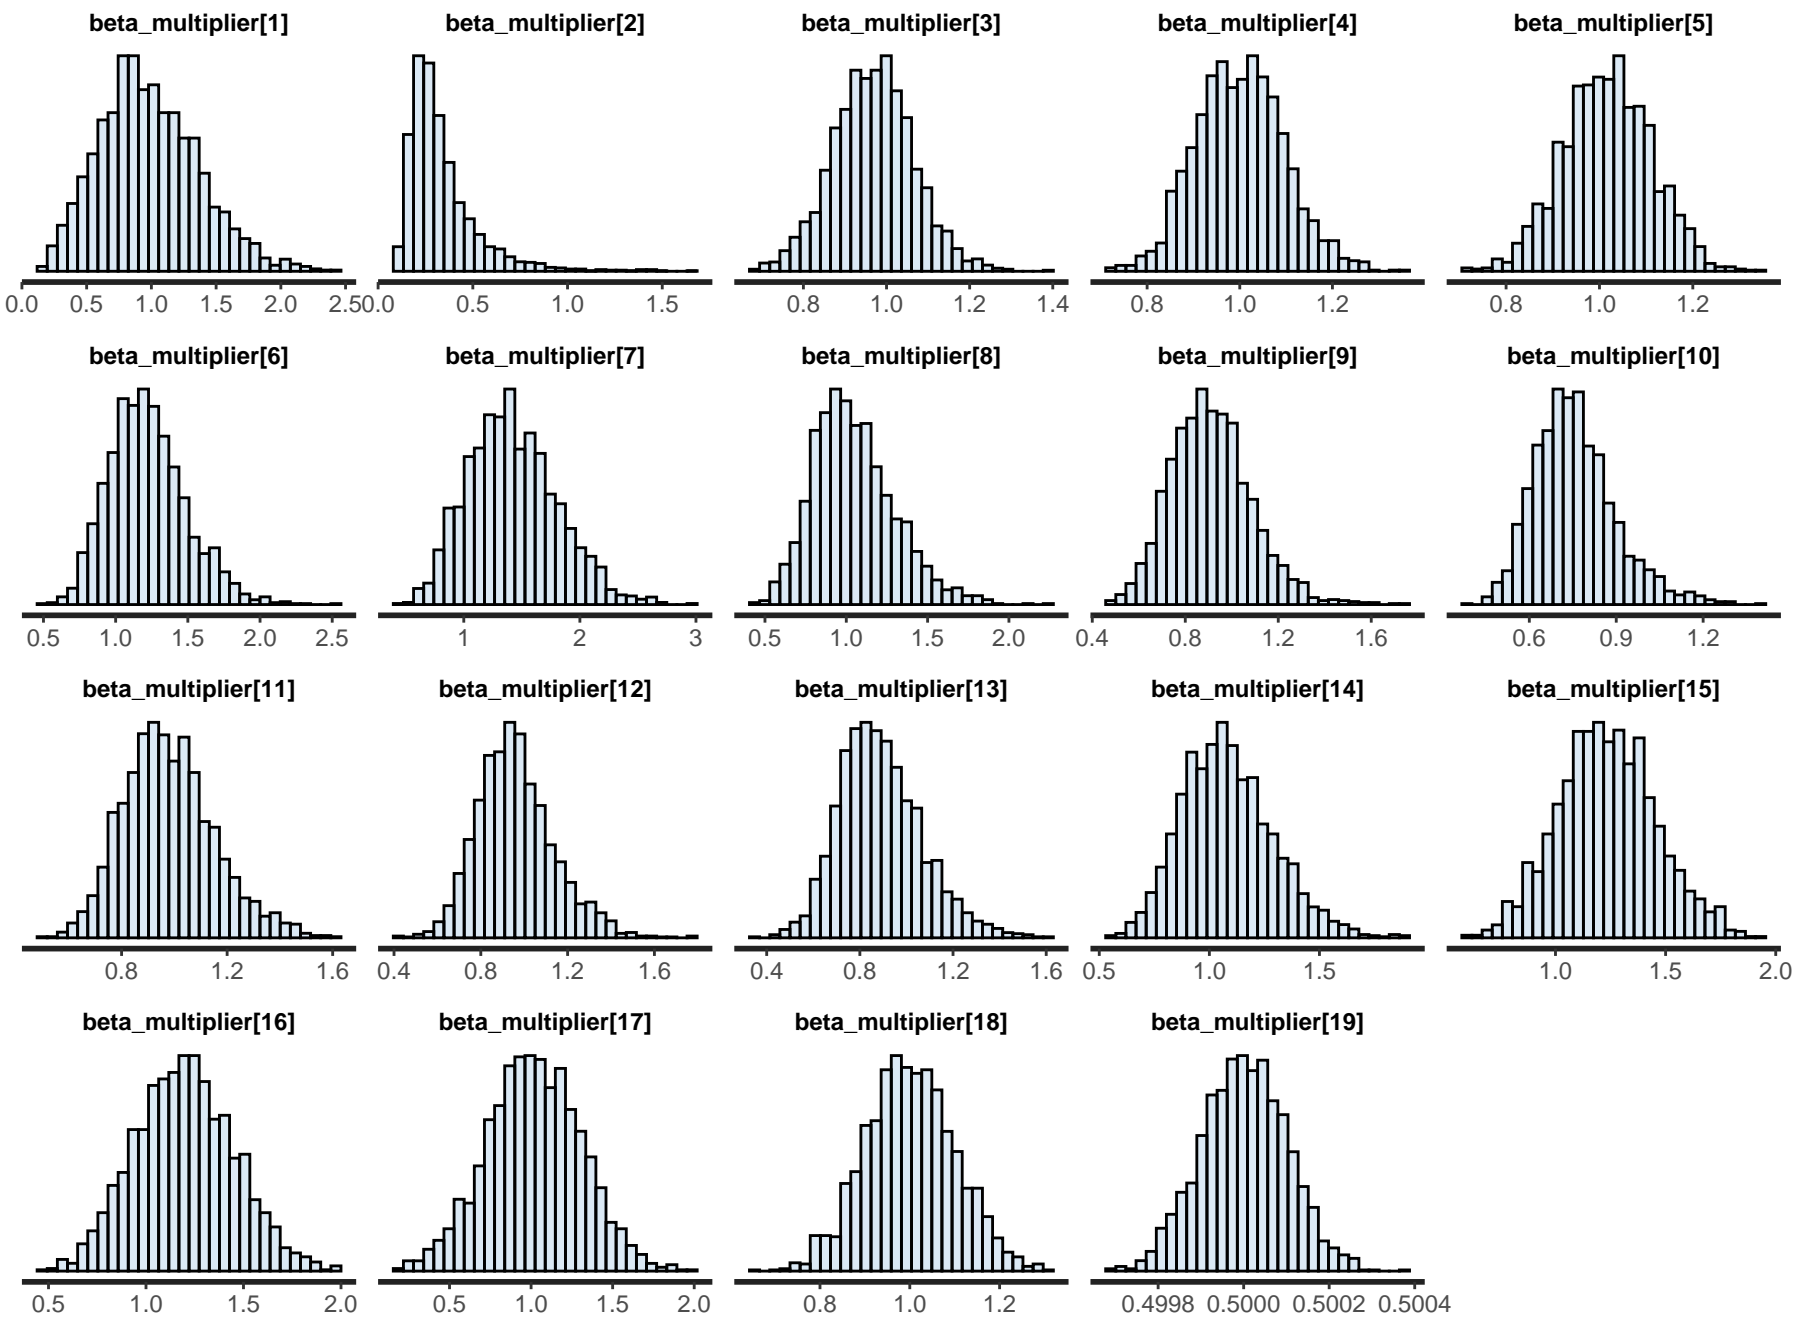 beta_multiplier[1] beta_multiplier[2] beta_multiplier[3] beta_multiplier[4] beta_multiplier[5]
0.0 0.5 1.0 1.5 2.0 2.5 0.0 0.5 1.0 1.5 0.8 1.0 1.2 1.4 0.8 1.0 1.2 0.8 1.0 1.2
beta_multiplier[6] beta_multiplier[7] beta_multiplier[8] beta_multiplier[9] beta_multiplier[10]
0.5 1.0 1.5 2.0 2.5 1 2 3 0.5 1.0 1.5 2.0 0.4 0.8 1.2 1.6 0.6 0.9 1.2
beta_multiplier[11] beta_multiplier[12] beta_multiplier[13] beta_multiplier[14] beta_multiplier[15]
0.8 1.2 1.6 0.4 0.8 1.2 1.6 0.4 0.8 1.2 1.6 0.5 1.0 1.5 1.0 1.5 2.0
beta_multiplier[16] beta_multiplier[17] beta_multiplier[18] beta_multiplier[19]
0.5 1.0 1.5 2.0 0.5 1.0 1.5 2.0 0.8 1.0 1.2 0.4998 0.5000 0.5002 0.5004